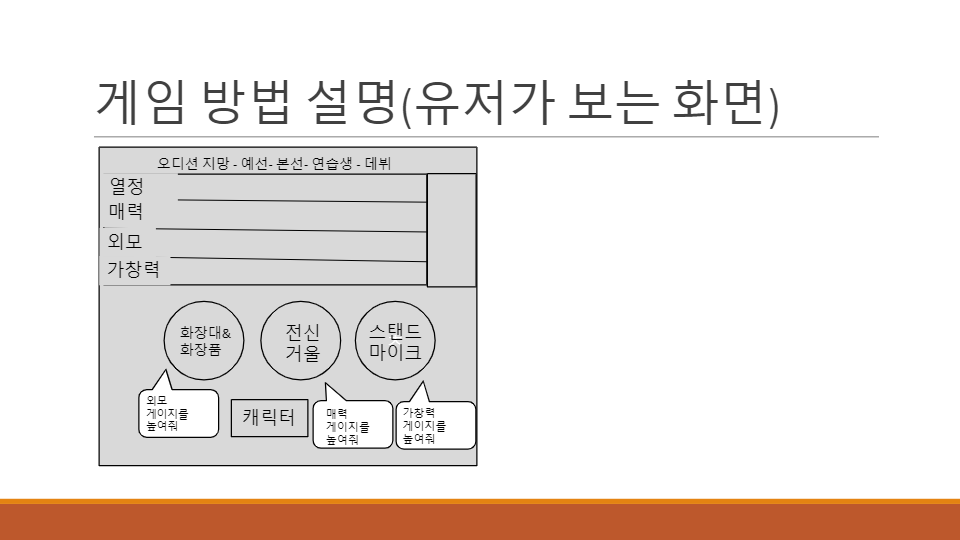 게임 방법 설명(유저가 보는 화면)
오디션 지망 - 예선- 본선- 연습생 - 데뷔
열정
매력
외모
가창력
화장대&
화장품
전신
거울
스탠드
마이크
외모
게이지를
높여줘
캐릭터
매력
게이지를
높여줘
가창력
게이지를
높여줘